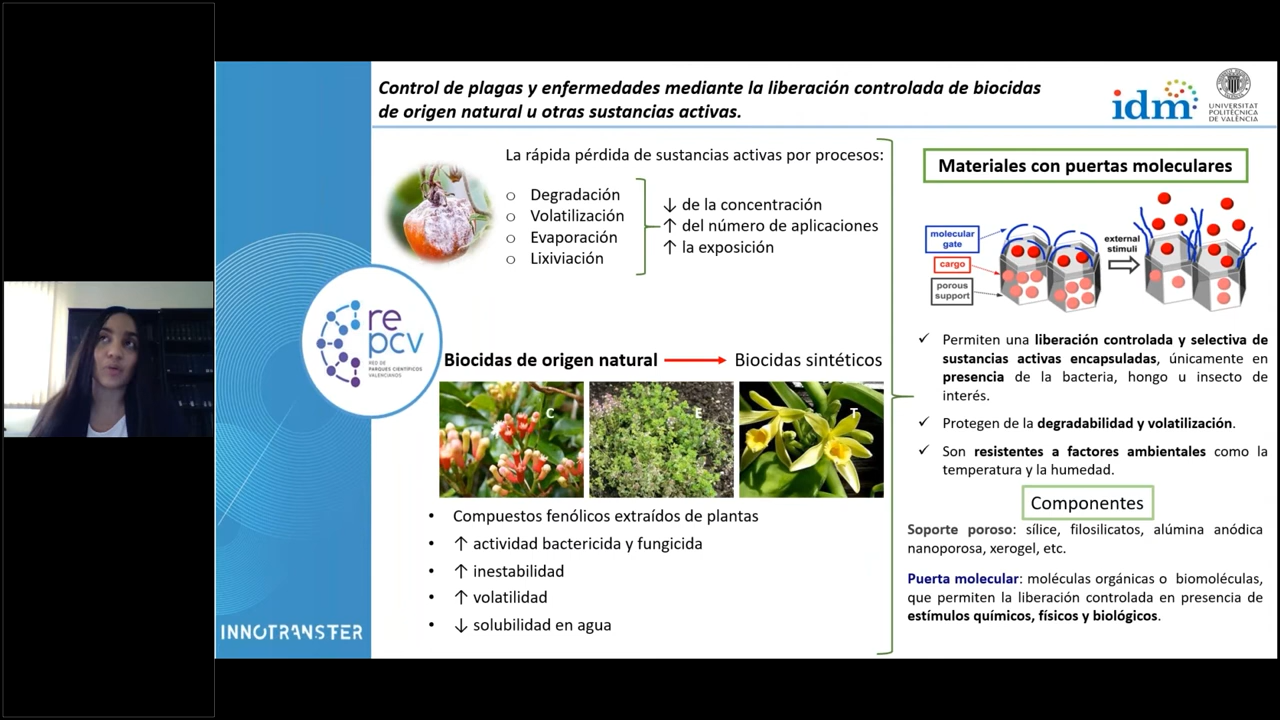 Control de plagas y enfermedades mediante la liberación controlada de biocidas
de origen natural u otras sustancias activas.
idm
UNIVERSITAT
POLITÈCNICA
DE VALÈNCIA
La rápida pérdida de sustancias activas por procesos:
o Degradación
o Volatilización
o Evaporación
o Lixiviación
↓ de la concentración
↑ del número de aplicaciones
↑ la exposición
re
pcv
RED DE
PARQUES CIENTÍFICOS
VALENCIANOS
Biocidas de origen natural → Biocidas sintéticos
C
E
T
• Compuestos fenólicos extraídos de plantas
• ↑ actividad bactericida y fungicida
• ↑ inestabilidad
• ↑ volatilidad
• ↓ solubilidad en agua
INNOTRANSFER
Materiales con puertas moleculares
molecular
gate
cargo
porous
support
external
stimuli
✓ Permiten una liberación controlada y selectiva de
sustancias activas encapsuladas, únicamente en
presencia de la bacteria, hongo u insecto de
interés.
✓ Protegen de la degradabilidad y volatilización.
✓ Son resistentes a factores ambientales como la
temperatura y la humedad.
Componentes
Soporte poroso: sílice, filosilicatos, alúmina anódica
nanoporosa, xerogel, etc.
Puerta molecular: moléculas orgánicas o biomoléculas,
que permiten la liberación controlada en presencia de
estímulos químicos, físicos y biológicos.